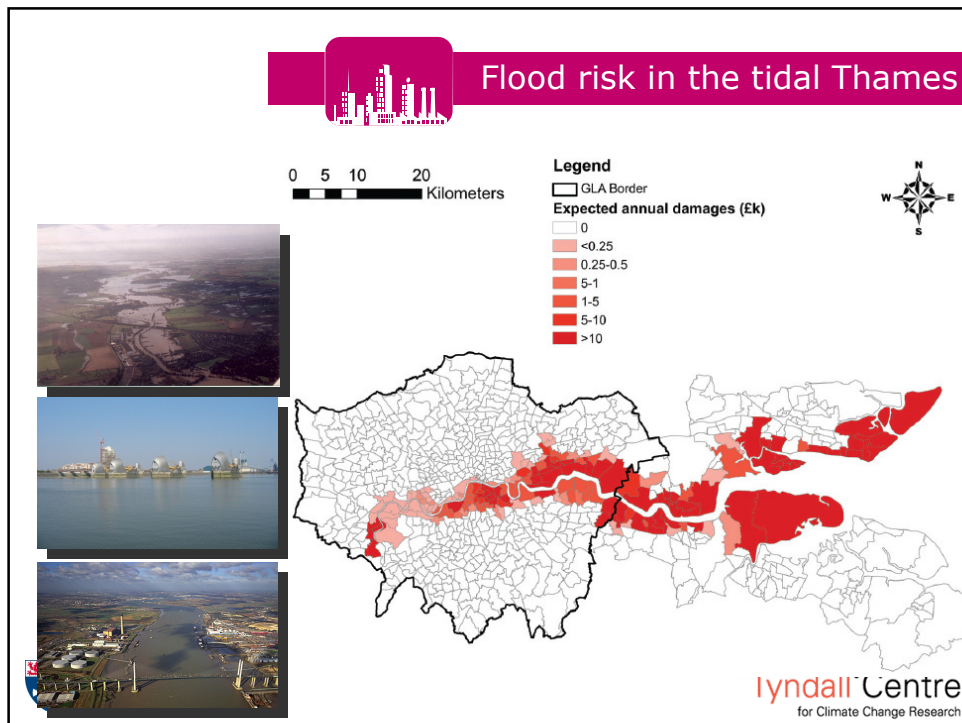 Flood risk in the tidal Thames
0 5 10 20
Kilometers
Legend
GLA Border
Expected annual damages (£k)
0
<0.25
0.25-0.5
5-1
1-5
5-10
>10
N
W E
S
Tyndall Centre
for Climate Change Research